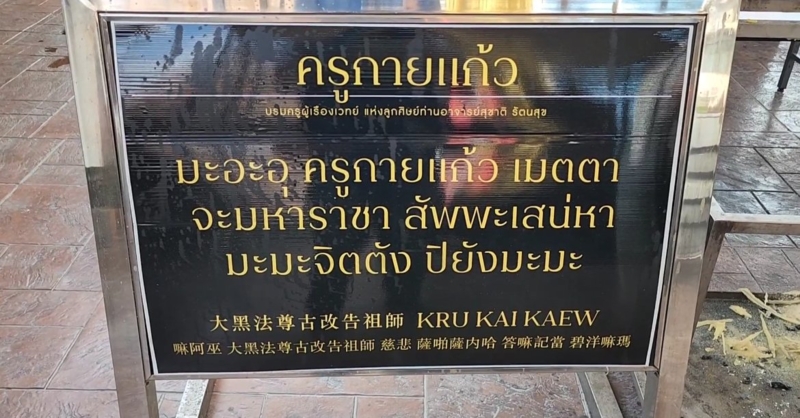 ครูกายแก้ว
บรมครูผู้เรืองเวทย์ แห่งลูกศิษย์ท่านอาจารย์สุชาติ รัตนสุข
มะอะอุ ครูกายแก้ว เมตตา
จะมหาราชา สัพพะเสน่หา
มะมะจิตตัง ปิยังมะมะ
大黑法尊古改告祖師 KRU KAI KAEW
嘛阿巫 大黑法尊古改告祖師 慈悲 薩啪薩内哈 答嘛記當 碧洋嘛瑪